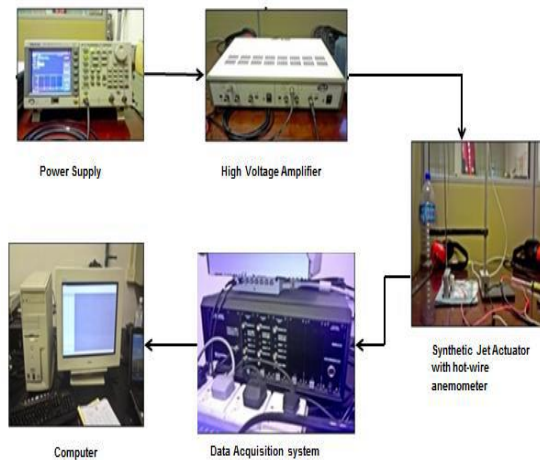 Power Supply
High Voltage Amplifier
Synthetic Jet Actuator
with hot-wire
anemometer
Data Acquisition system
Computer